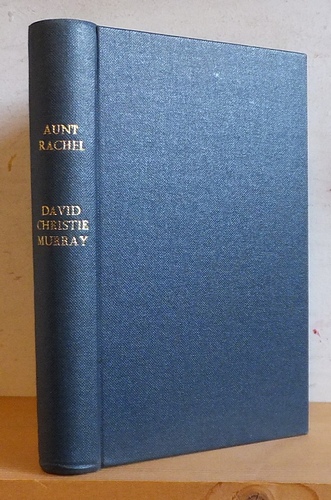 AUNT
RACHEL
DAVID
CHRISTIE
MURRAY